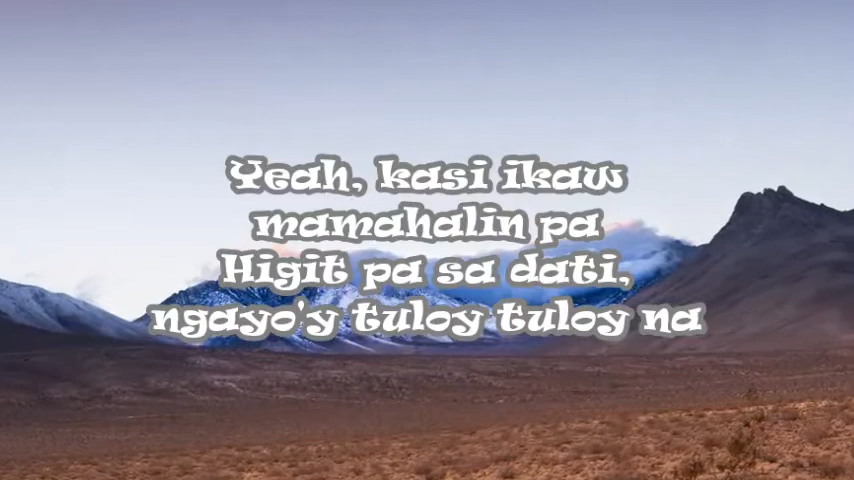 Yeah, kasi ikaw
mamahalin pa
Higit pa sa dati,
ngayo'y tuloy tuloy na